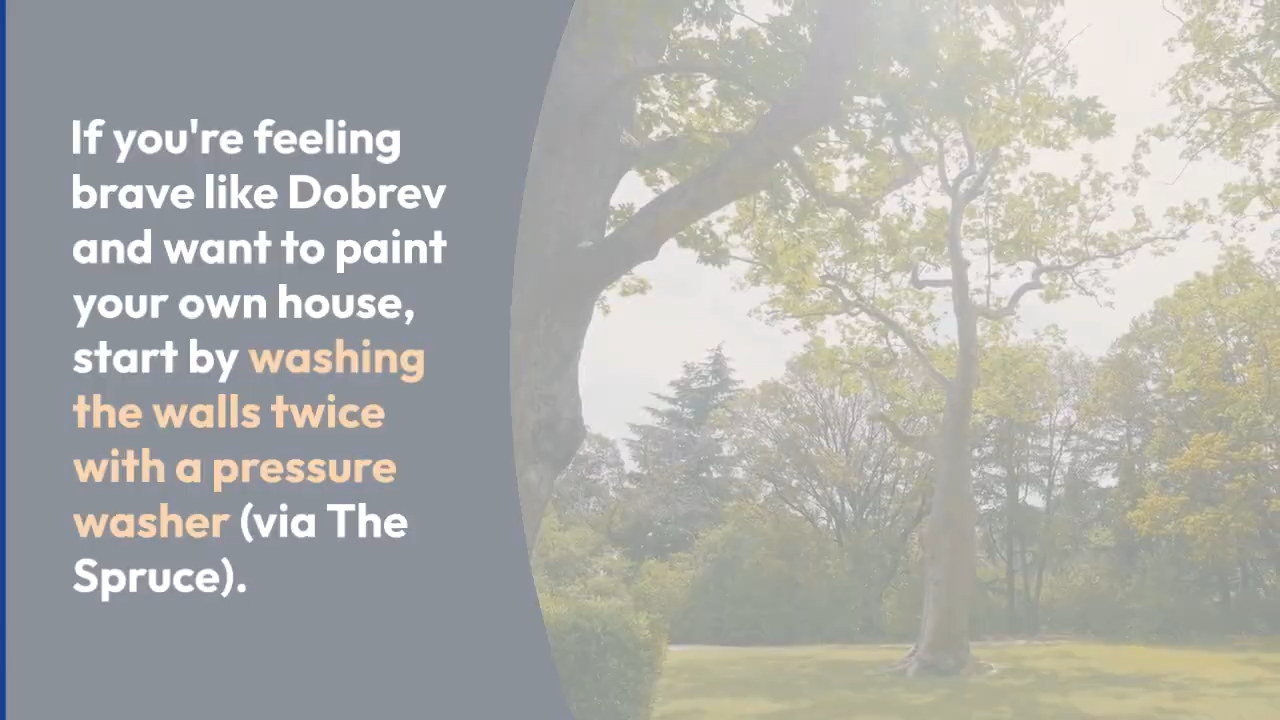 If you're feeling
brave like Dobrev
and want to paint
your own house,
start by washing
the walls twice
with a pressure
washer (via The
Spruce).